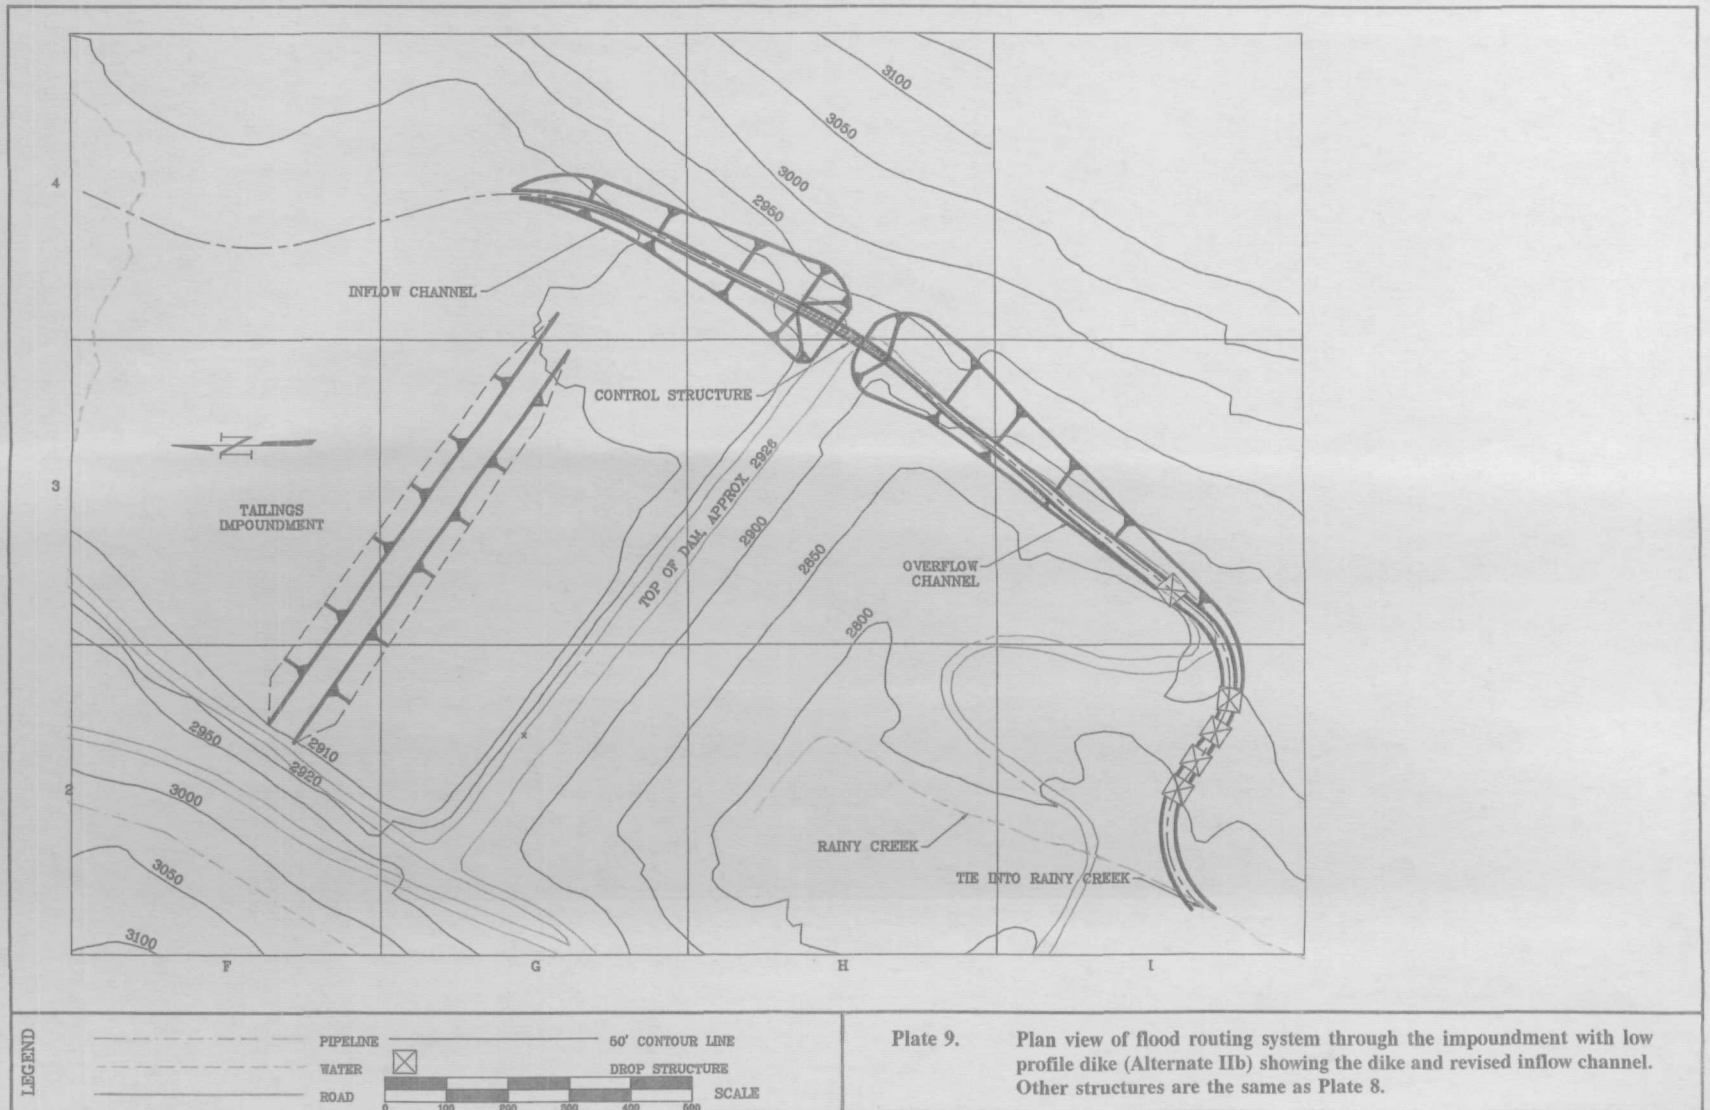 3100
3050
3000
2950
4
INFLOW CHANNEL
CONTROL STRUCTURE
N
3
TAILINGS
IMPOUNDMENT
TOP OF DAM, APPROX 2926
2900
2850
OVERFLOW
CHANNEL
2800
2950
2910
2920
2
3000
RAINY CREEK
3050
TIE INTO RAINY CREEK
3100
F
G
H
I
LEGEND
PIPELINE
50' CONTOUR LINE
WATER
DROP STRUCTURE
ROAD
SCALE
0 100 200 300 400 500
Plate 9.
Plan view of flood routing system through the impoundment with low
profile dike (Alternate IIb) showing the dike and revised inflow channel.
Other structures are the same as Plate 8.